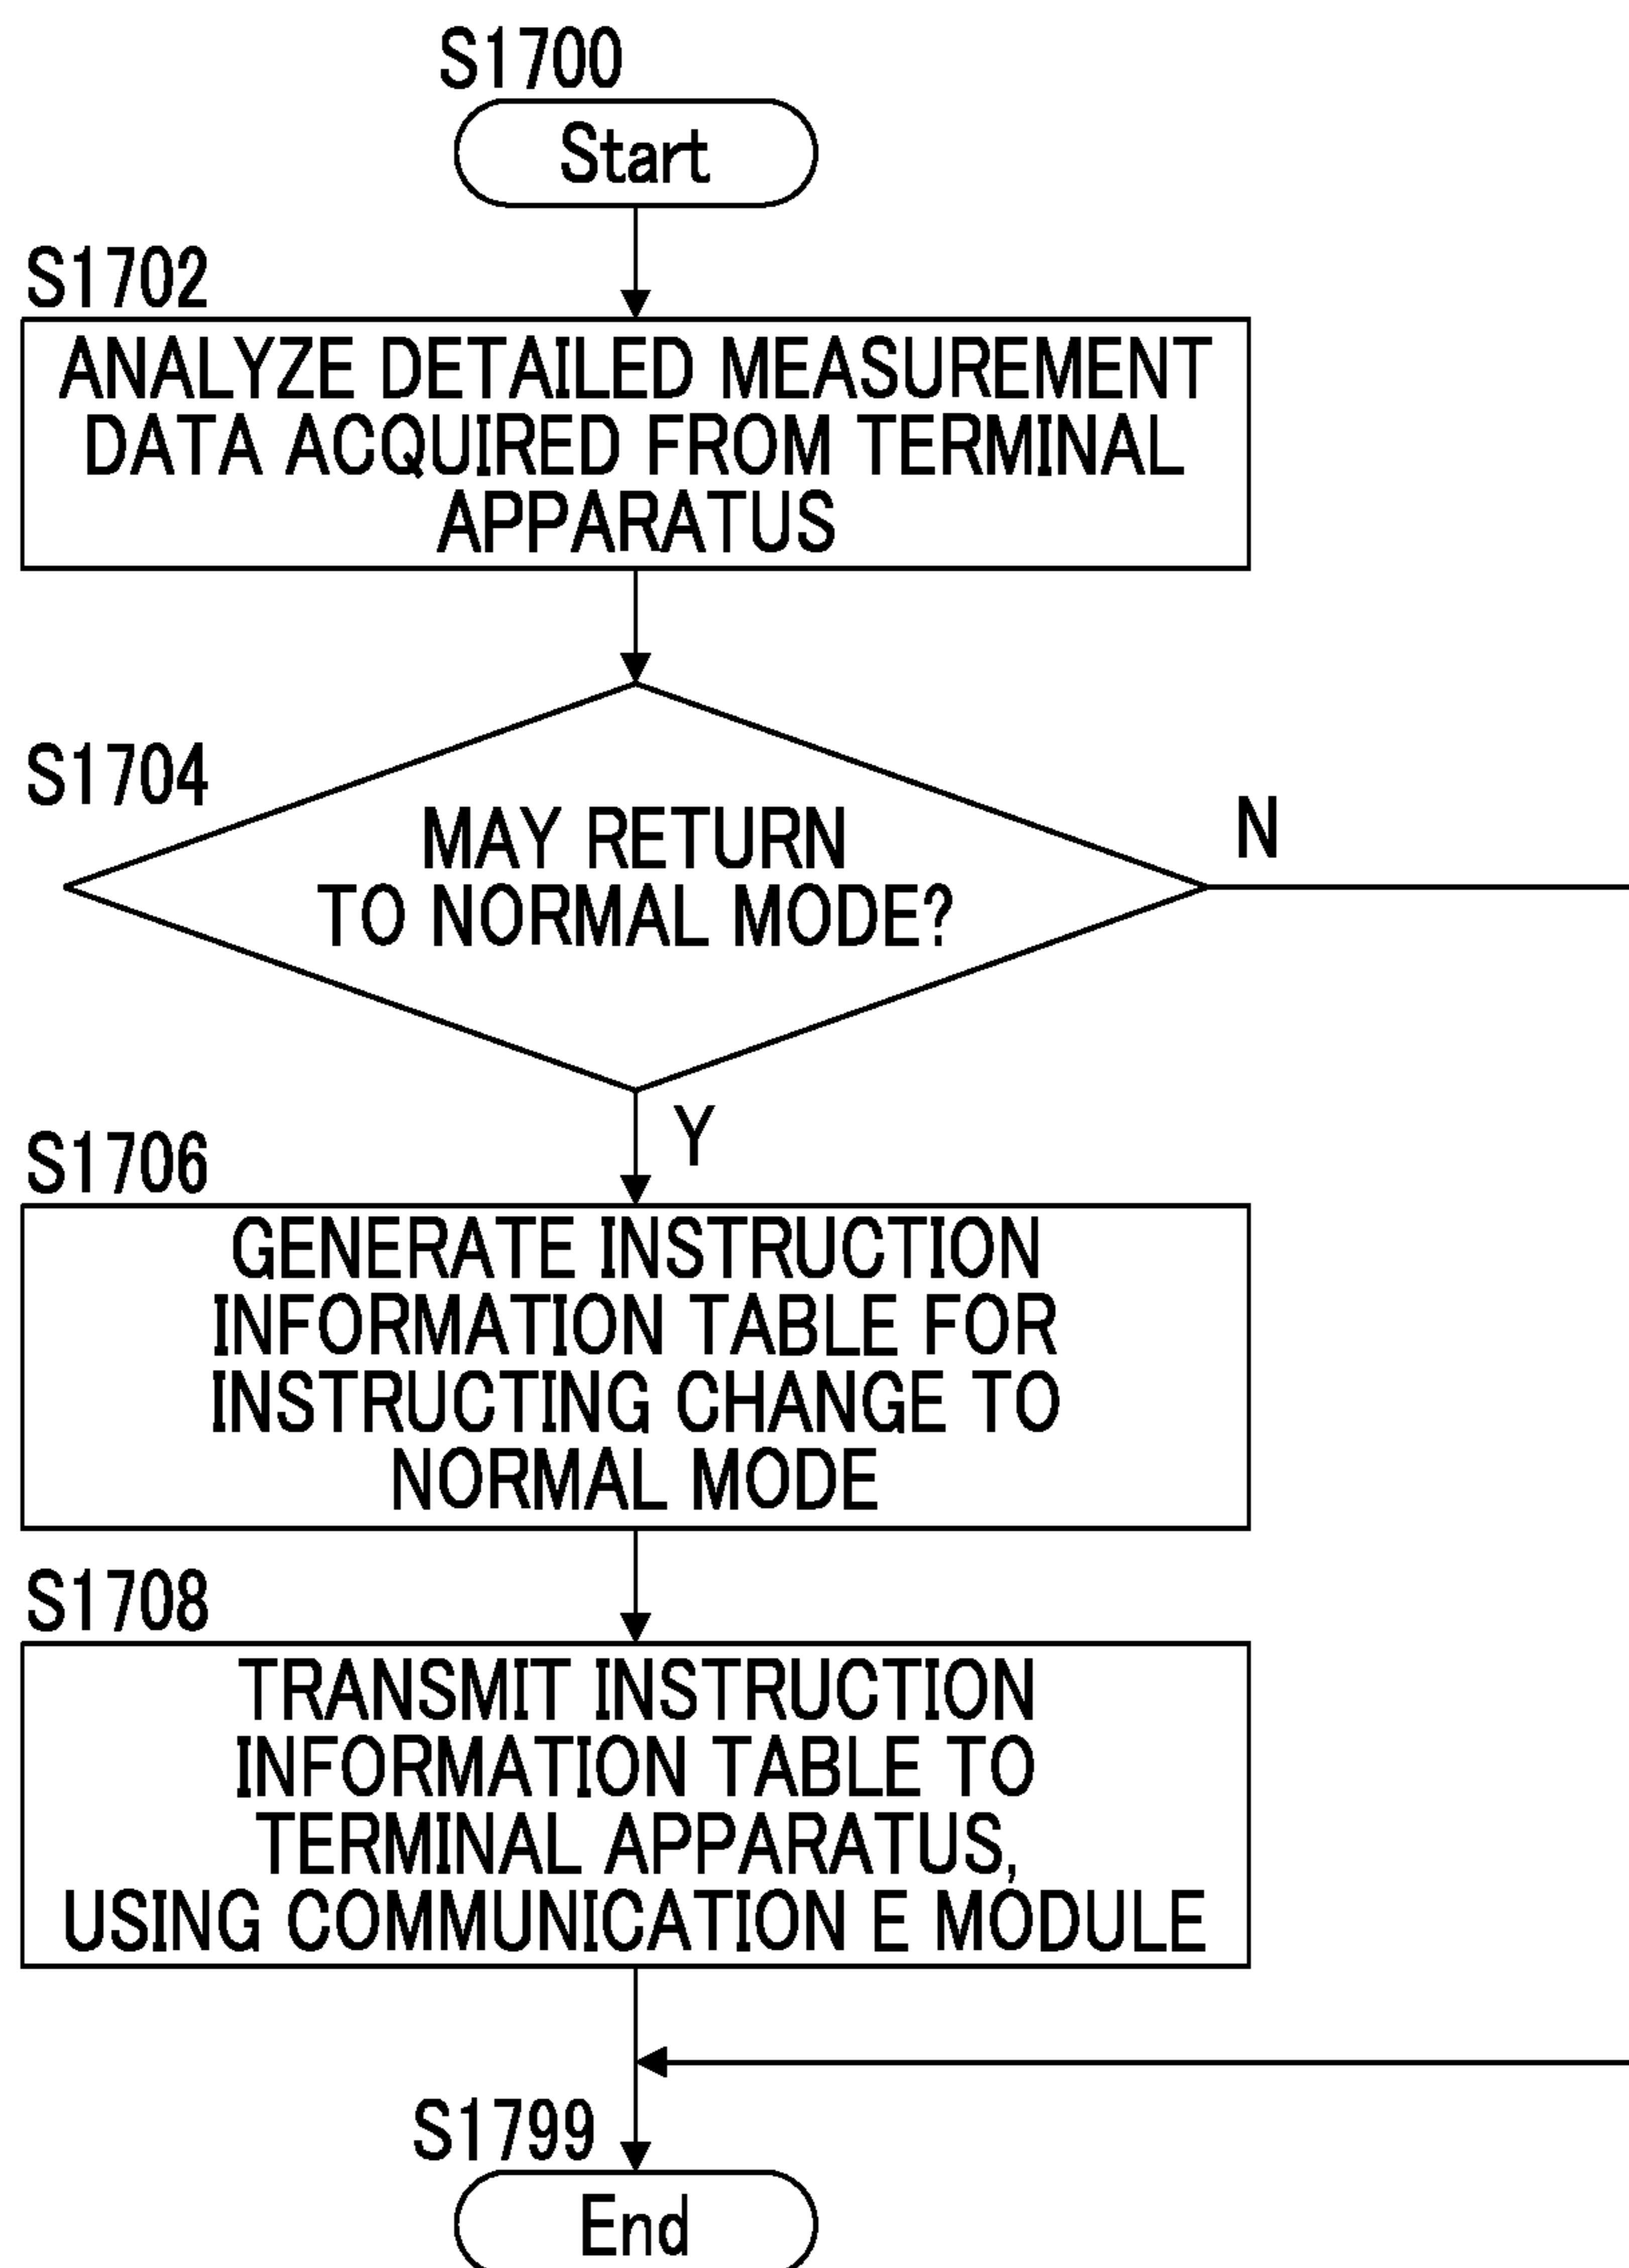 S1700
Start
S1702
ANALYZE DETAILED MEASUREMENT
DATA ACQUIRED FROM TERMINAL
APPARATUS
S1704
MAY RETURN
TO NORMAL MODE?
N
Y
S1706
GENERATE INSTRUCTION
INFORMATION TABLE FOR
INSTRUCTING CHANGE TO
NORMAL MODE
S1708
TRANSMIT INSTRUCTION
INFORMATION TABLE TO
TERMINAL APPARATUS,
USING COMMUNICATION E MODULE
S1799
End